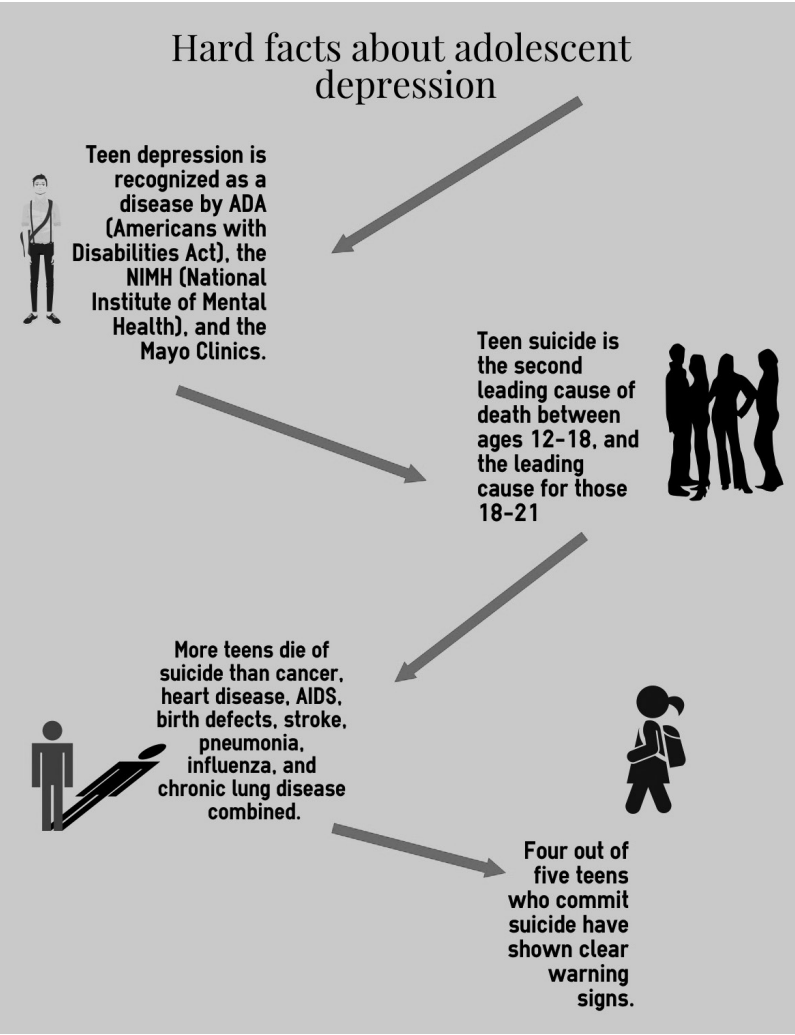 Hard facts about adolescent
depression
Teen depression is
recognized as a
disease by ADA
(Americans with
Disabilities Act), the
NIMH (National
Institute of Mental
Health), and the
Mayo Clinics.
Teen suicide is
the second
leading cause of
death between
ages 12-18, and
the leading
cause for those
18-21
More teens die of
suicide than cancer,
heart disease, AIDS,
birth defects, stroke,
pneumonia,
influenza, and
chronic lung disease
combined.
Four out of
five teens
who commit
suicide have
shown clear
warning
signs.